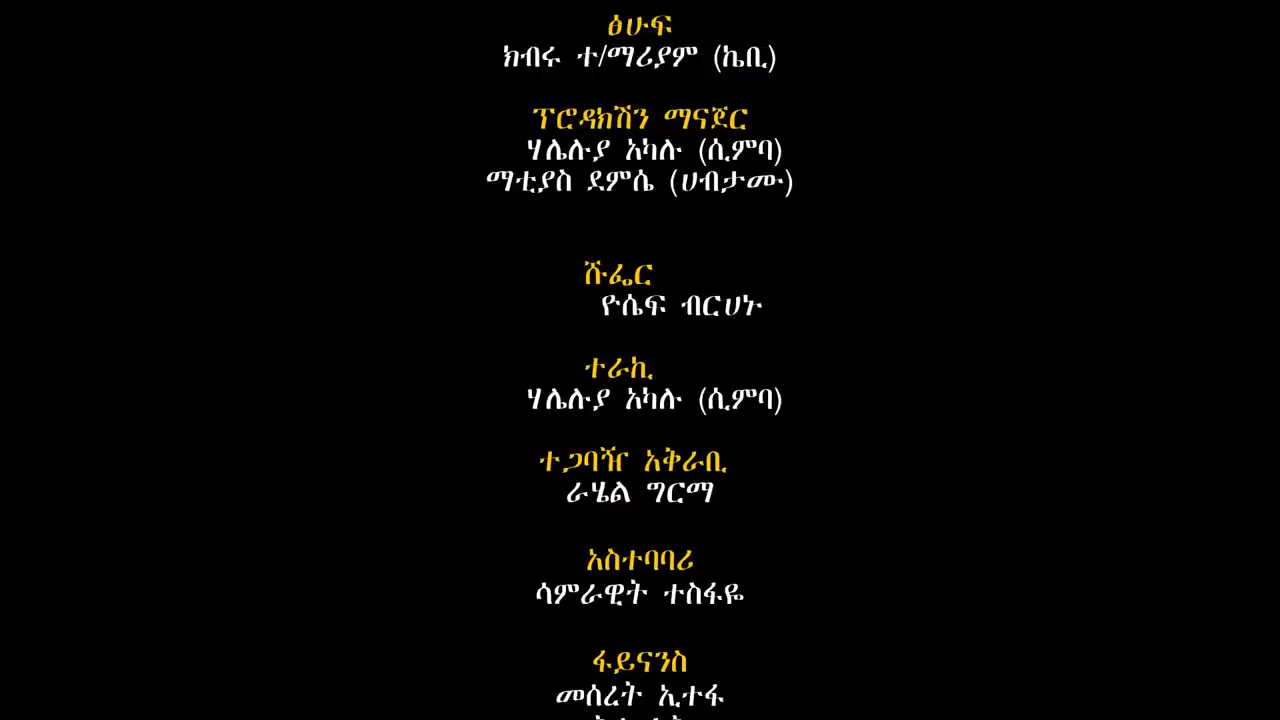 ፅሁፍ
ክብሩ ተ/ማሪያም (ኬቢ)
ፕሮዳክሽን ማናጀር
ሃሌሉያ አካሉ (ሲምባ)
ማቲያስ ደምሴ (ሀብታሙ)
ሹፌር
ዮሴፍ ብርሀኑ
ተራኪ
ሃሌሉያ አካሉ (ሲምባ)
ተጋባዥ አቅራቢ
ራሄል ግርማ
አስተባባሪ
ሳምራዊት ተስፋዬ
ፋይናንስ
መሰረት ኢተፋ